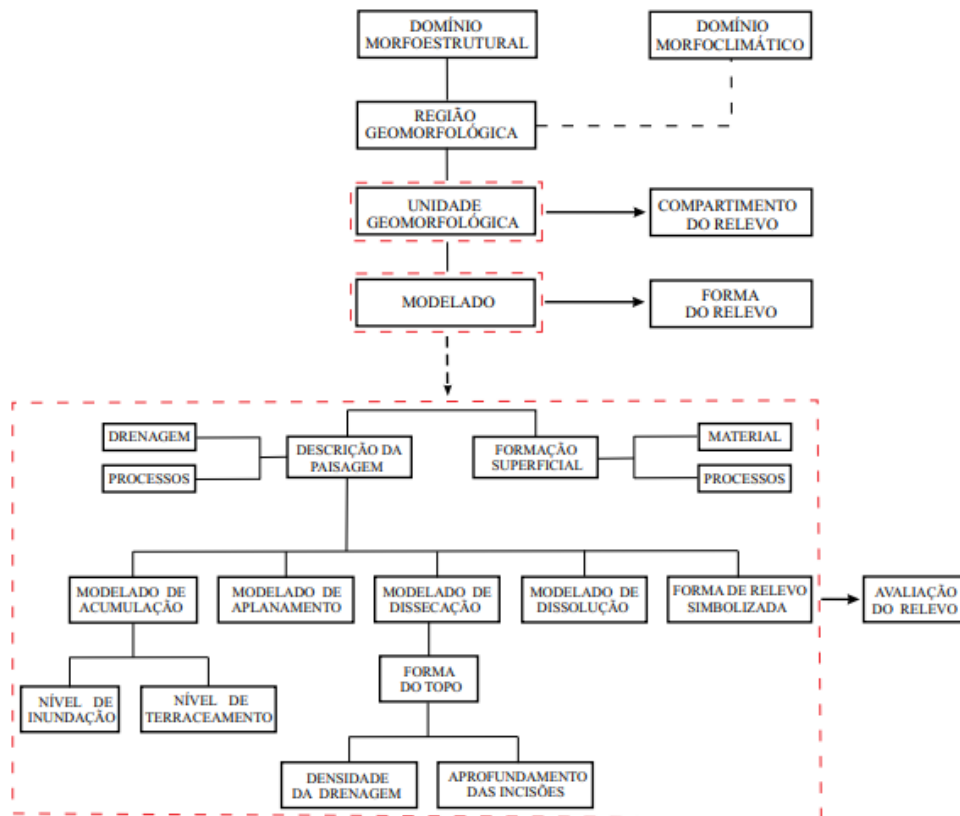 DOMÍNIO
MORFOESTRUTURAL
DOMÍNIO
MORFOCLIMÁTICO
REGIÃO
GEOMORFOLÓGICA
UNIDADE
GEOMORFOLÓGICA
COMPARTIMENTO
DO RELEVO
MODELADO
FORMA
DO RELEVO
DRENAGEM
PROCESSOS
DESCRIÇÃO DA
PAISAGEM
FORMAÇÃO
SUPERFICIAL
MATERIAL
PROCESSOS
MODELADO DE
ACUMULAÇÃO
MODELADO DE
APLANAMENTO
MODELADO DE
DISSECAÇÃO
MODELADO DE
DISSOLUÇÃO
FORMA DE RELEVO
SIMBOLIZADA
AVALIAÇÃO
DO RELEVO
NÍVEL DE
INUNDAÇÃO
NÍVEL DE
TERRACEAMENTO
FORMA
DO TOPO
DENSIDADE
DA DRENAGEM
APROFUNDAMENTO
DAS INCISÕES